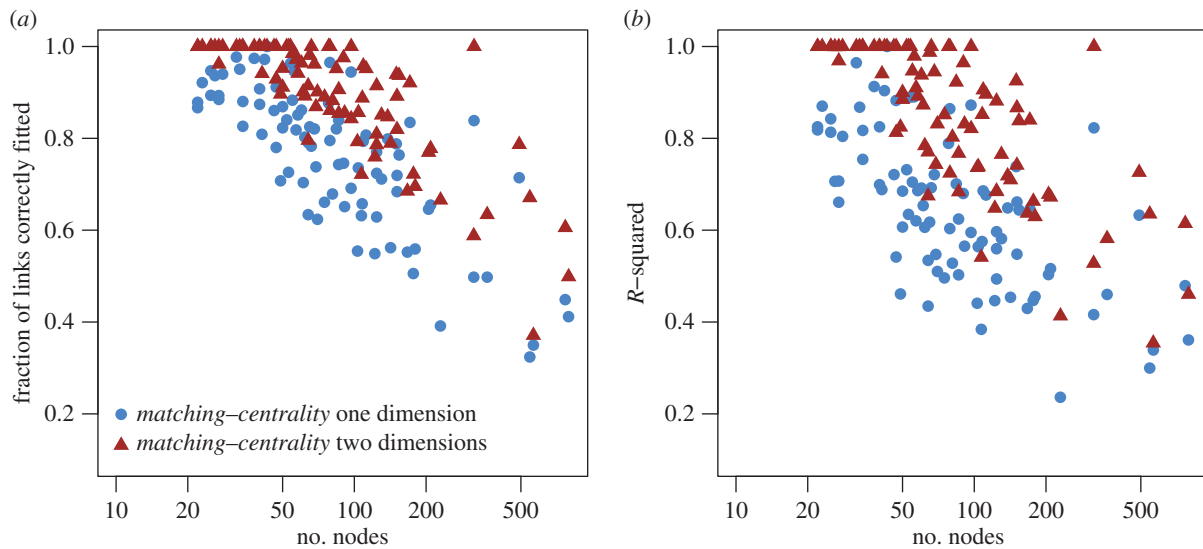 (a)
1.0
0.8
0.6
0.4
0.2
fraction of links correctly fitted
matching–centrality one dimension
matching–centrality two dimensions
10 20 50 100 200 500
no. nodes
(b)
1.0
0.8
0.6
0.4
0.2
R–squared
10 20 50 100 200 500
no. nodes